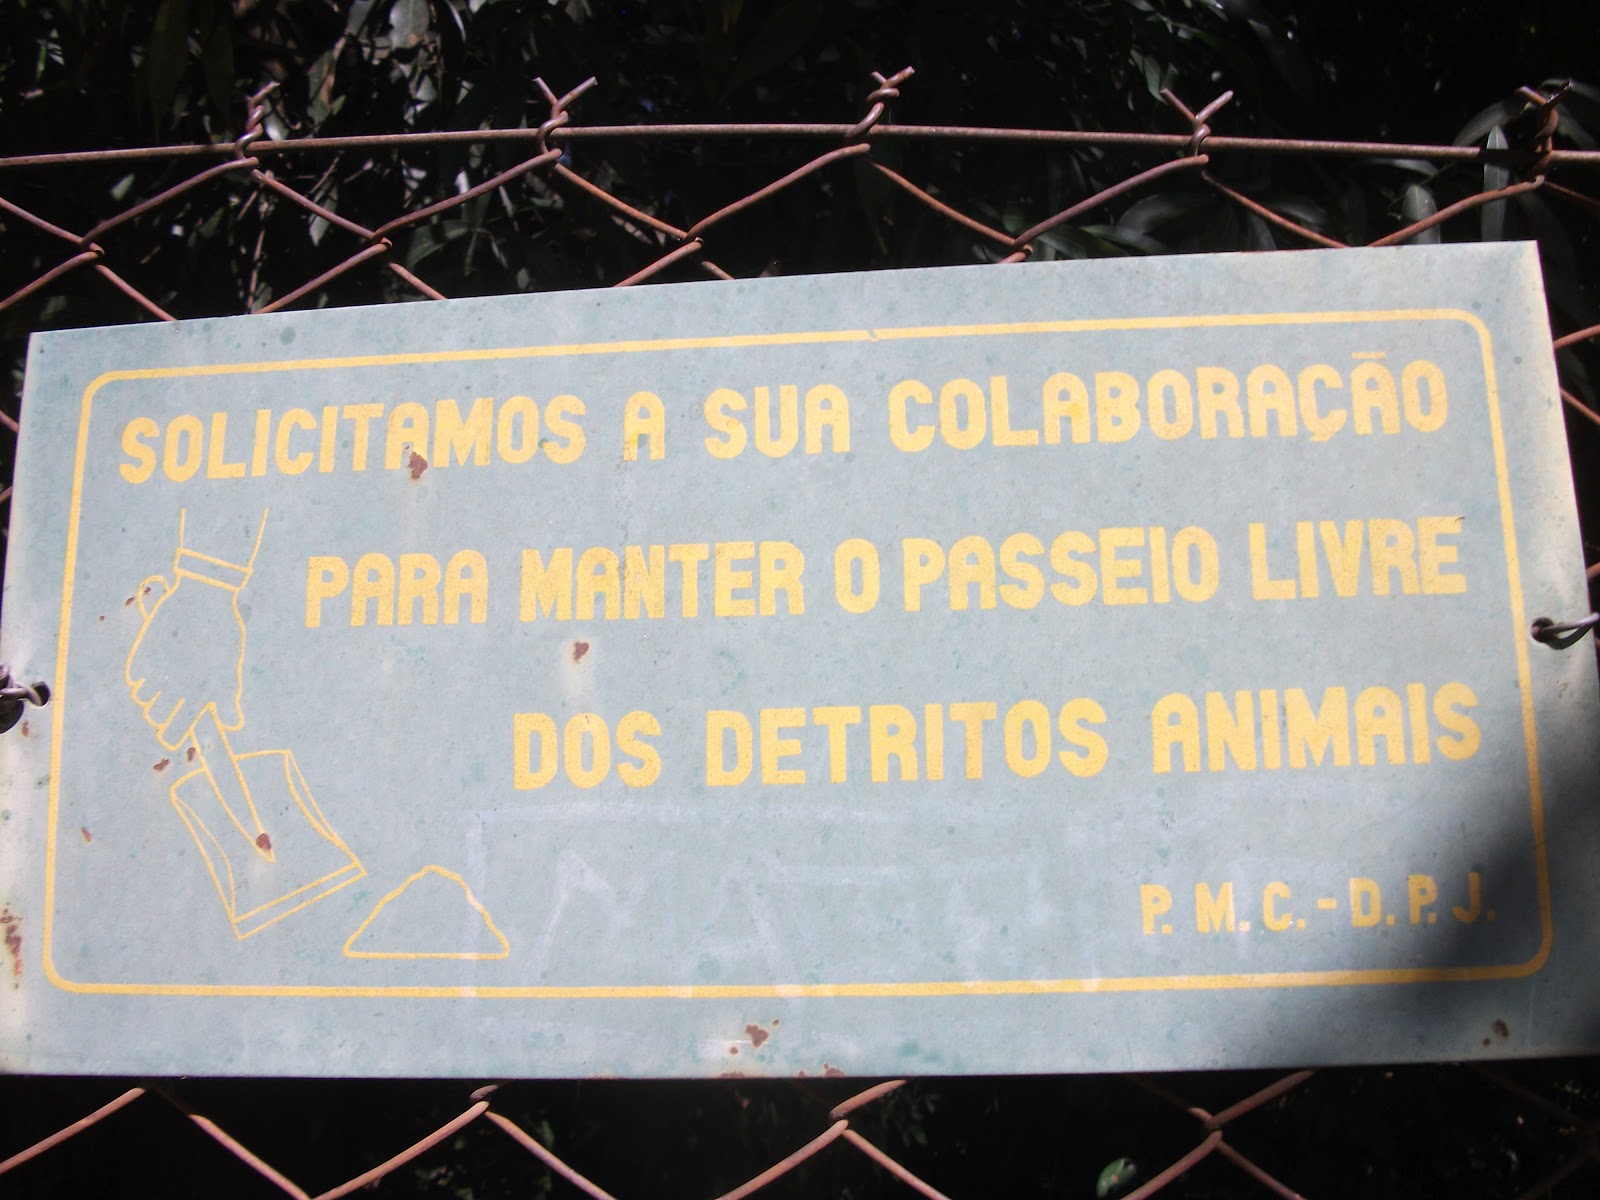 SOLICITAMOS A SUA COLABORAÇÃO
PARA MANTER O PASSEIO LIVRE
DOS DETRITOS ANIMAIS
P. M. C. - D. P. J.